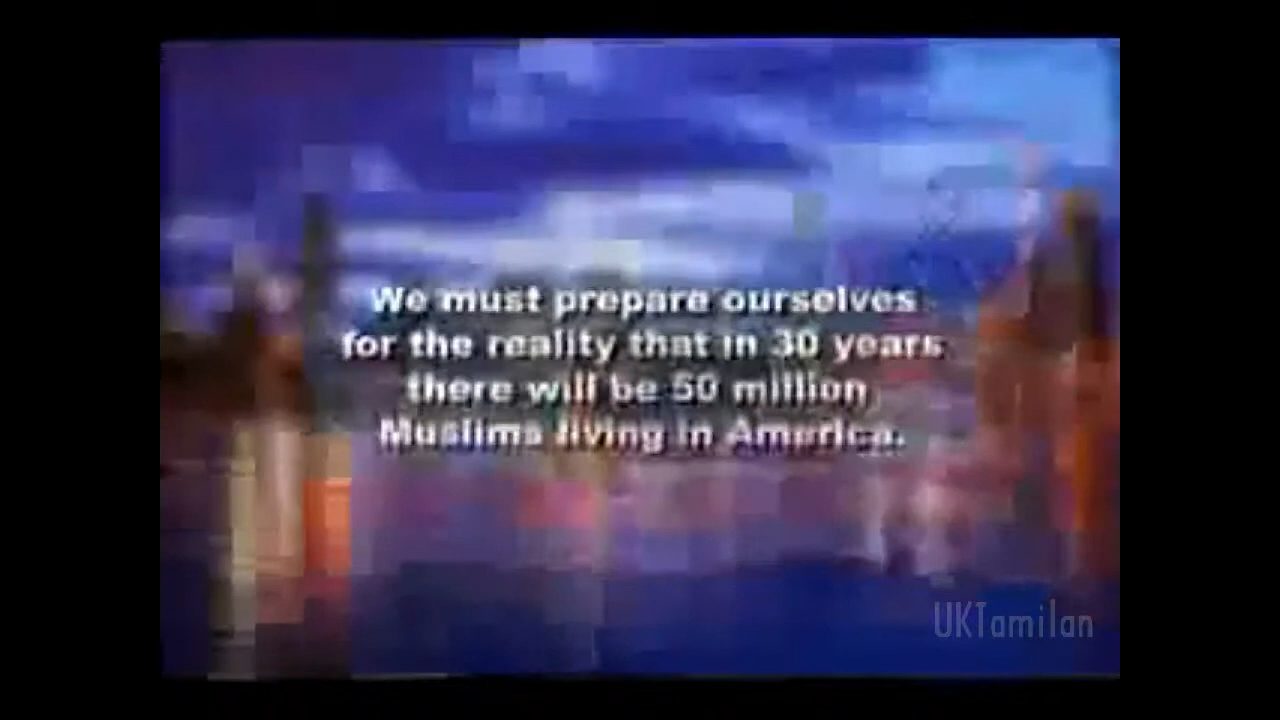 We must prepare ourselves
for the reality that in 30 years
there will be 50 million
Muslims living in America.
UKTamilan